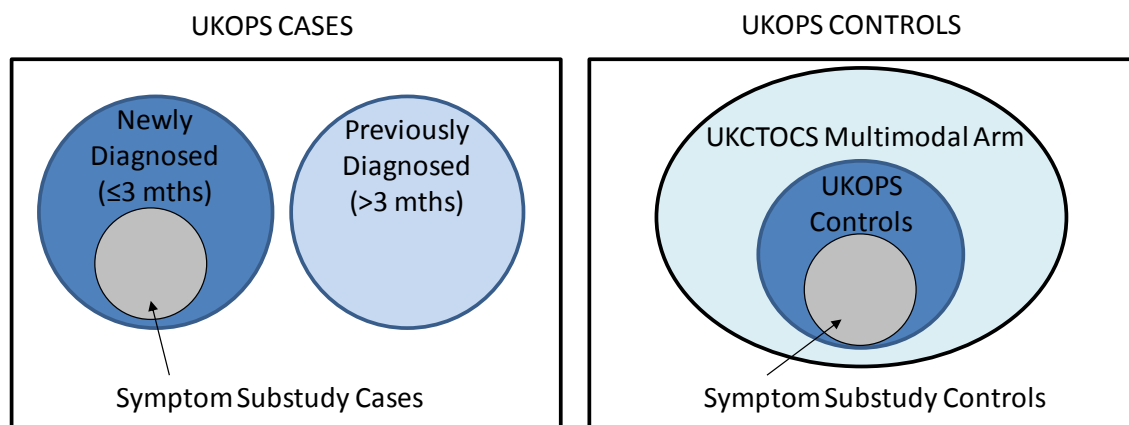 UKOPS CASES
Newly
Diagnosed
(≤3 mths)
Previously
Diagnosed
(>3 mths)
Symptom Substudy Cases
UKOPS CONTROLS
UKCTOCS Multimodal Arm
UKOPS
Controls
Symptom Substudy Controls